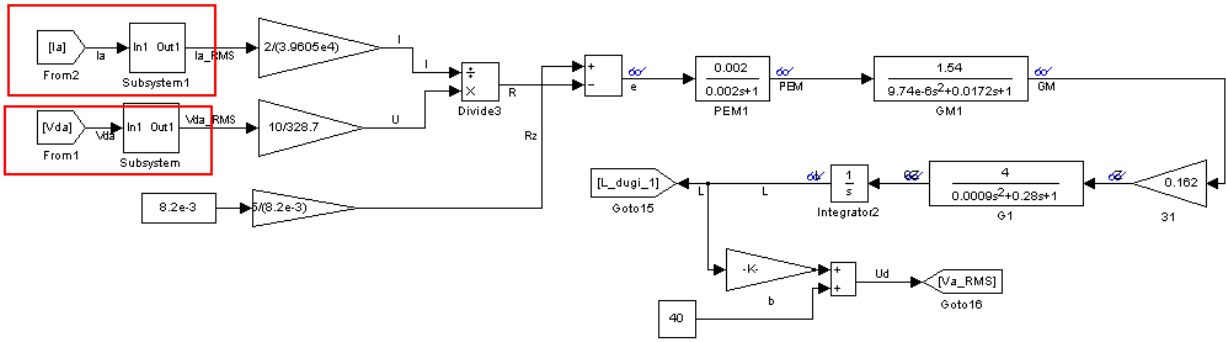 [Ia]
From2
Ia
In1 Out1
Subsystem1
Ia_RMS
2/(3.9605e4)
I
I
÷
×
Divide3
R
[Vda]
From1
Vda
In1 Out1
Subsystem
Vda_RMS
10/328.7
U
8.2e-3
5/(8.2e-3)
Rz
+
−
e
0.002
0.002s+1
PEM1
PEM
1.54
9.74e-6s²+0.0172s+1
GM1
GM
0.162
31
4
0.0009s²+0.28s+1
G1
1
s
Integrator2
L
L
[L_dugi_1]
Goto15
-K-
b
40
+
+
Ud
[Va_RMS]
Goto16